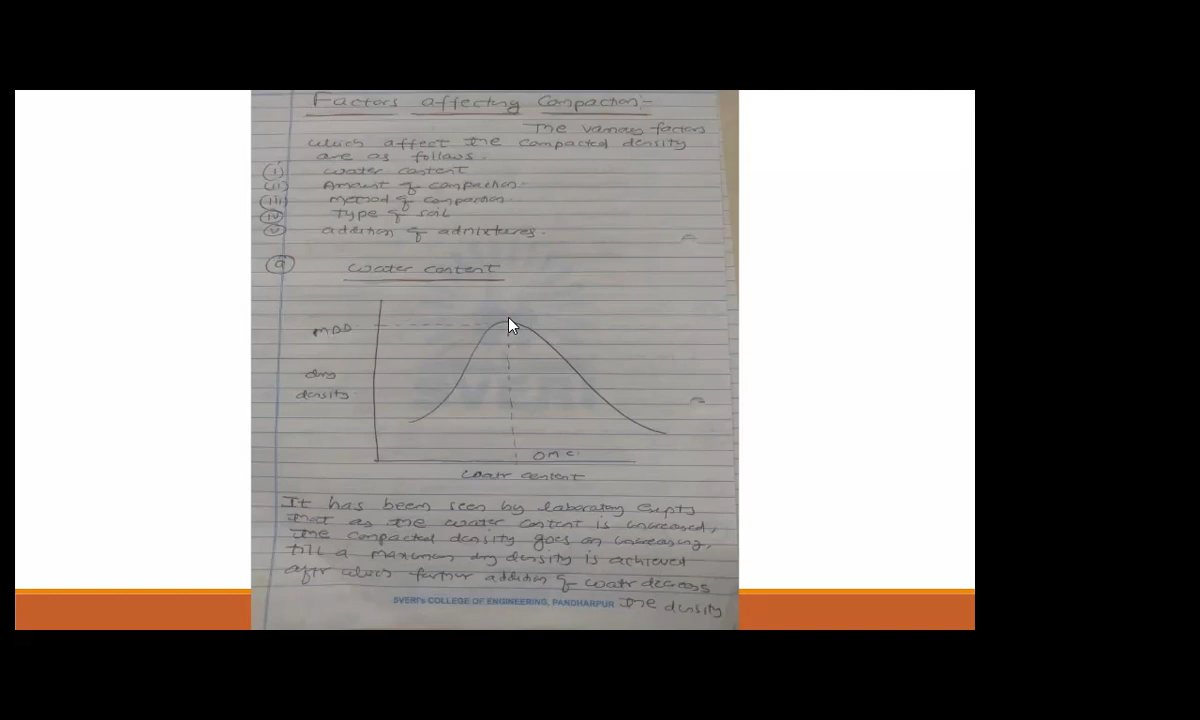 Factors affecting Compaction:-
The various factors
which affect the compacted density
are as follows.
(i) water content
(ii) Amount of compaction.
(iii) method of compaction.
(iv) Type of soil
(v) addition of admixtures.
water content
MDD
dry
density
OMC
water content
It has been seen by laboratory expts
that as the water content is increased,
the compacted density goes on increasing,
till a maximum dry density is achieved
after which further addition of water decreses
the density
SVERI's COLLEGE OF ENGINEERING, PANDHARPUR